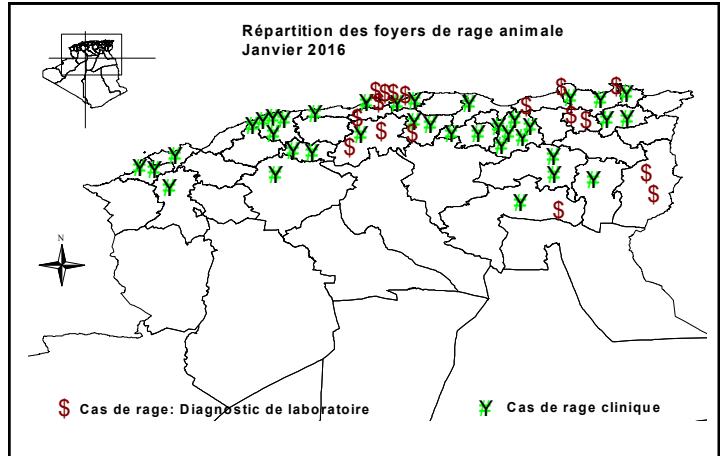 Répartition des foyers de rage animale
Janvier 2016
N
$ Cas de rage: Diagnostic de laboratoire
¥ Cas de rage clinique